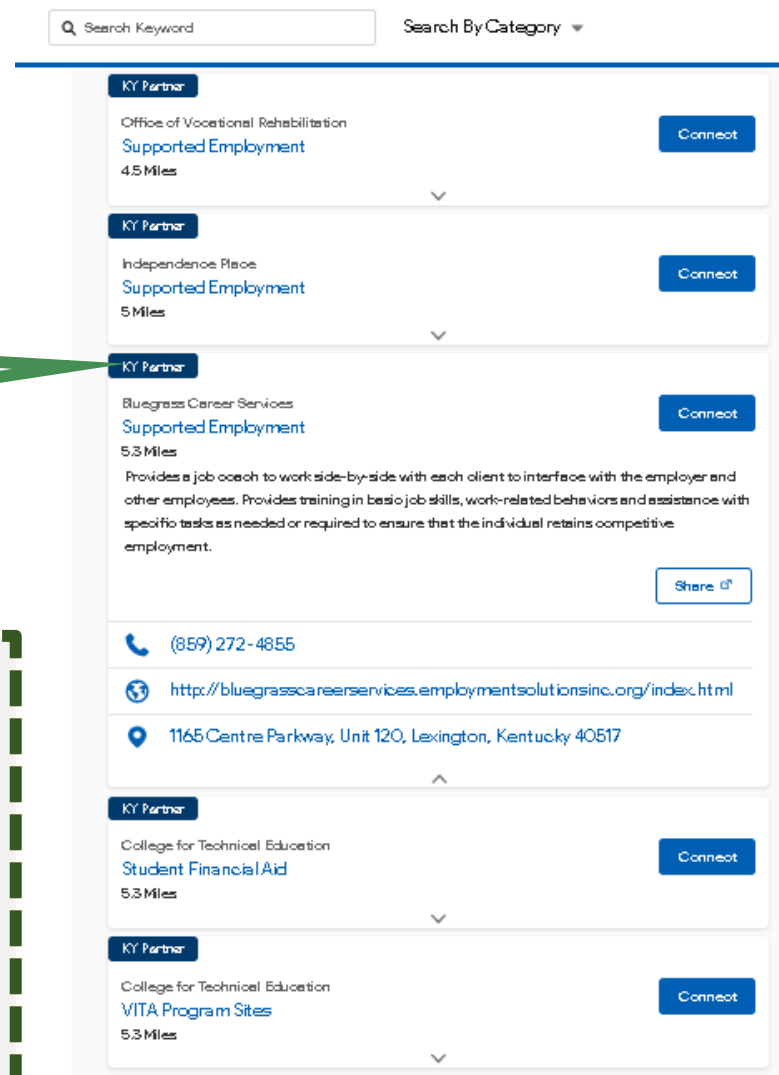 Search Keyword
Search By Category
KY Partner
Office of Vocational Rehabilitation
Connect
Supported Employment
4.5 Miles
KY Partner
Independence Place
Connect
Supported Employment
5 Miles
KY Partner
Bluegrass Career Services
Connect
Supported Employment
5.3 Miles
Provides a job coach to work side-by-side with each client to interface with the employer and
other employees. Provides training in basic job skills, work-related behaviors and assistance with
specific tasks as needed or required to ensure that the individual retains competitive
employment.
Share
(859) 272-4855
http://bluegrasscareerservices.employmentsolutionsinc.org/index.html
1165 Centre Parkway, Unit 120, Lexington, Kentucky 40517
KY Partner
College for Technical Education
Connect
Student Financial Aid
5.3 Miles
KY Partner
College for Technical Education
Connect
VITA Program Sites
5.3 Miles